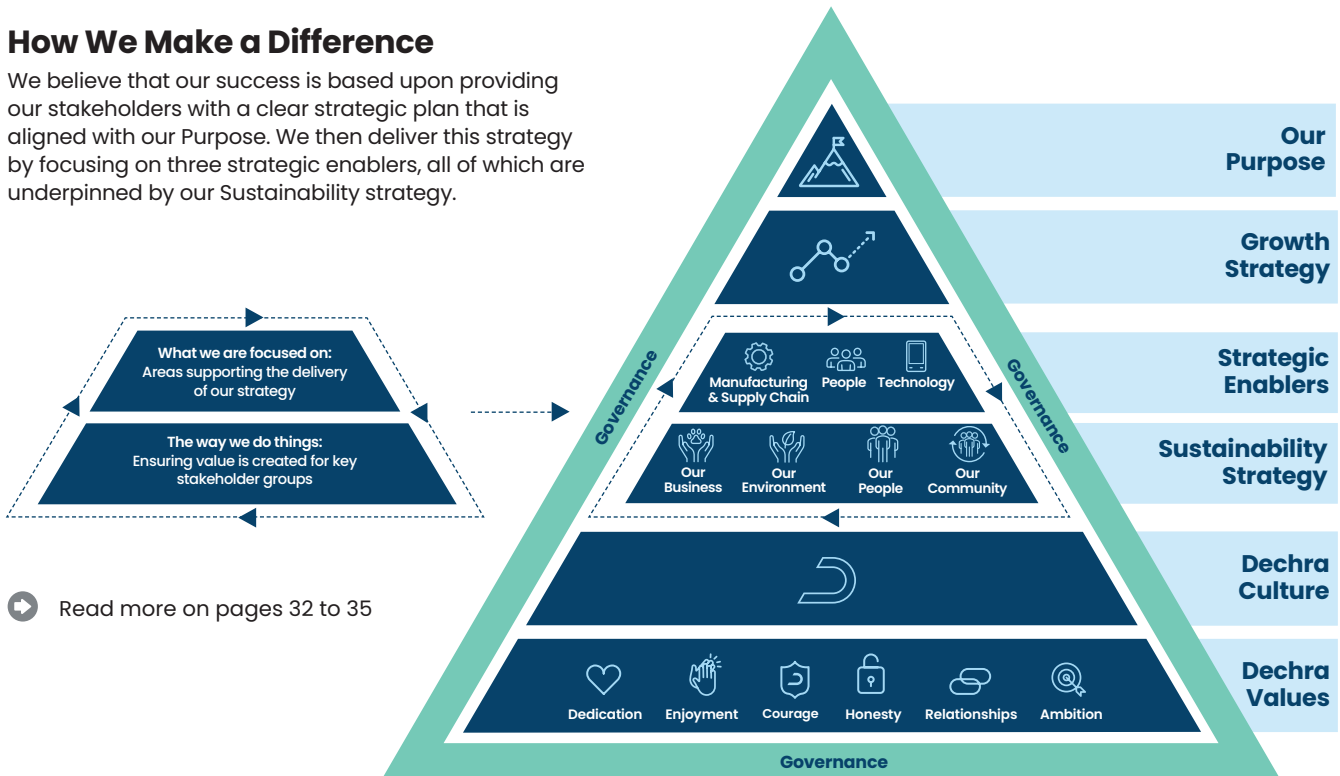 How We Make a Difference
We believe that our success is based upon providing
our stakeholders with a clear strategic plan that is
aligned with our Purpose. We then deliver this strategy
by focusing on three strategic enablers, all of which are
underpinned by our Sustainability strategy.
What we are focused on:
Areas supporting the delivery
of our strategy
The way we do things:
Ensuring value is created for key
stakeholder groups
Read more on pages 32 to 35
Governance
Governance
Our
Purpose
Growth
Strategy
Manufacturing
& Supply Chain
People
Technology
Strategic
Enablers
Our
Business
Our
Environment
Our
People
Our
Community
Sustainability
Strategy
Dechra
Culture
Dedication
Enjoyment
Courage
Honesty
Relationships
Ambition
Dechra
Values
Governance